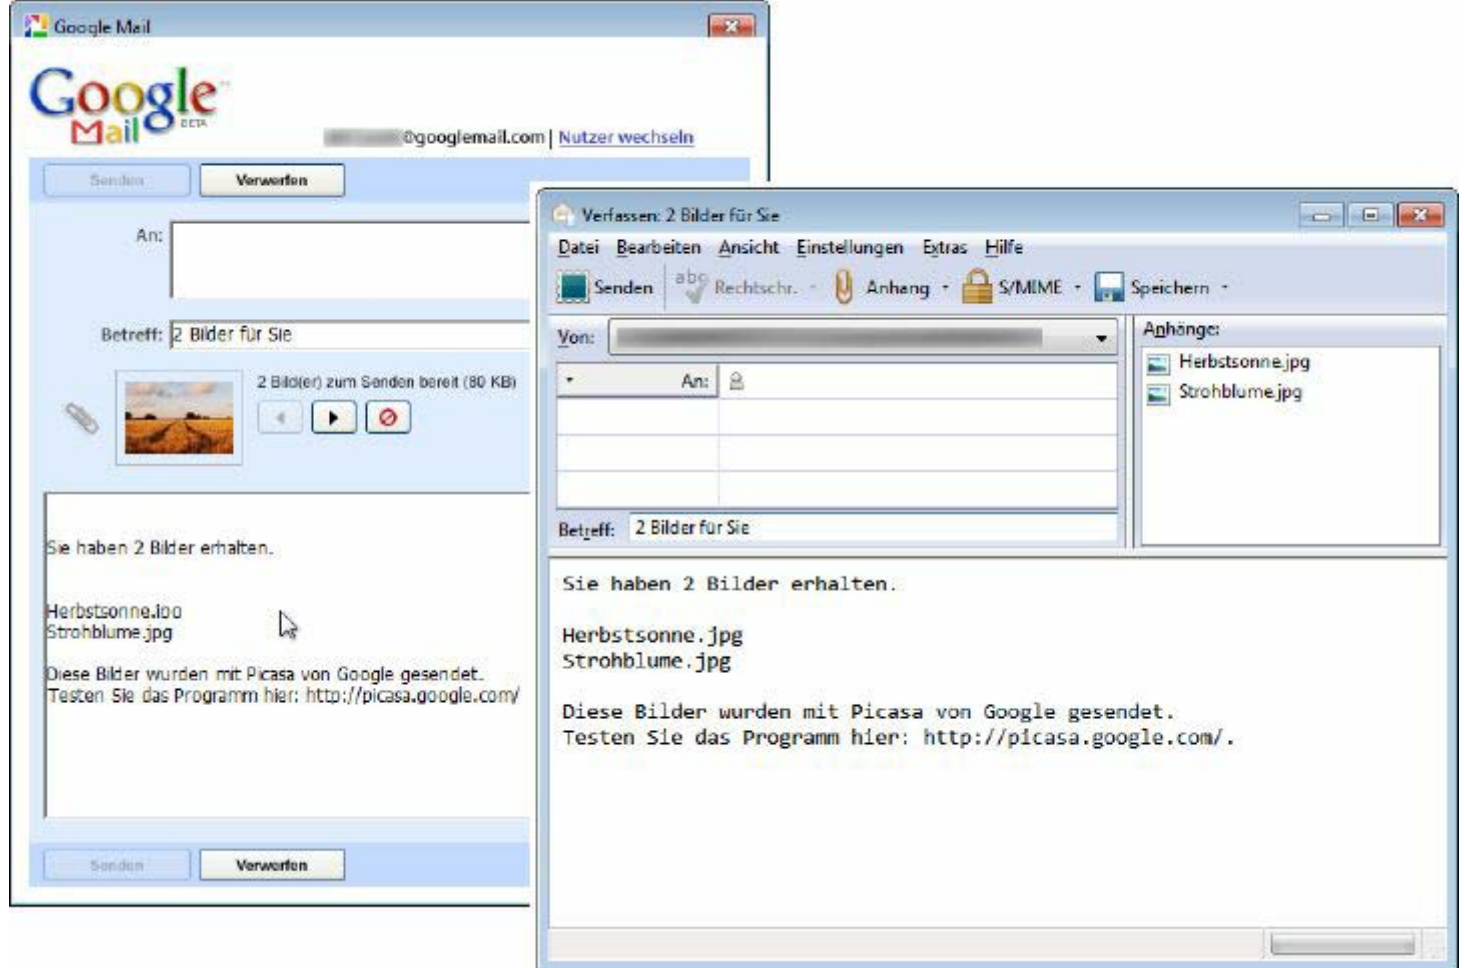 Google Mail
Google™
Mail BETA
@googlemail.com | Nutzer wechseln
Senden
Verwerfen
An:
Betreff: 2 Bilder für Sie
2 Bild(er) zum Senden bereit (80 KB)
Sie haben 2 Bilder erhalten.
Herbstsonne.jpg
Strohblume.jpg
Diese Bilder wurden mit Picasa von Google gesendet.
Testen Sie das Programm hier: http://picasa.google.com/
Senden
Verwerfen
Verfassen: 2 Bilder für Sie
Datei Bearbeiten Ansicht Einstellungen Extras Hilfe
Senden abc Rechtschr. Anhang S/MIME Speichern
Von:
An:
Betreff: 2 Bilder für Sie
Anhänge:
Herbstsonne.jpg
Strohblume.jpg
Sie haben 2 Bilder erhalten.
Herbstsonne.jpg
Strohblume.jpg
Diese Bilder wurden mit Picasa von Google gesendet.
Testen Sie das Programm hier: http://picasa.google.com/.